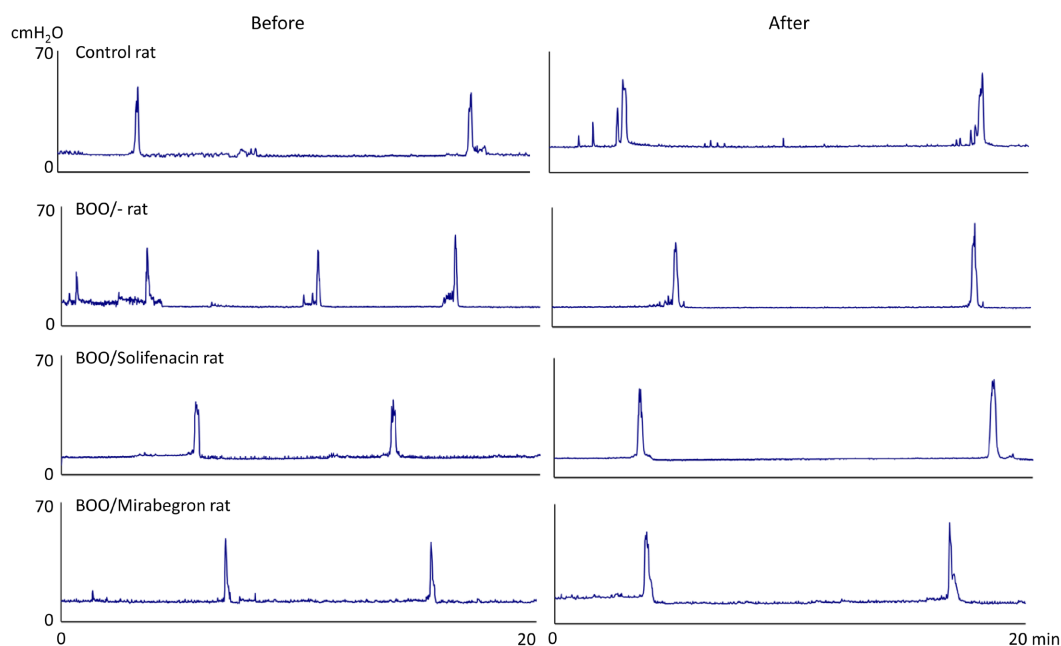 Before After
cmH₂O
70 Control rat
0
70 BOO/- rat
0
70 BOO/Solifenacin rat
0
70 BOO/Mirabegron rat
0
0 20 0 20 min